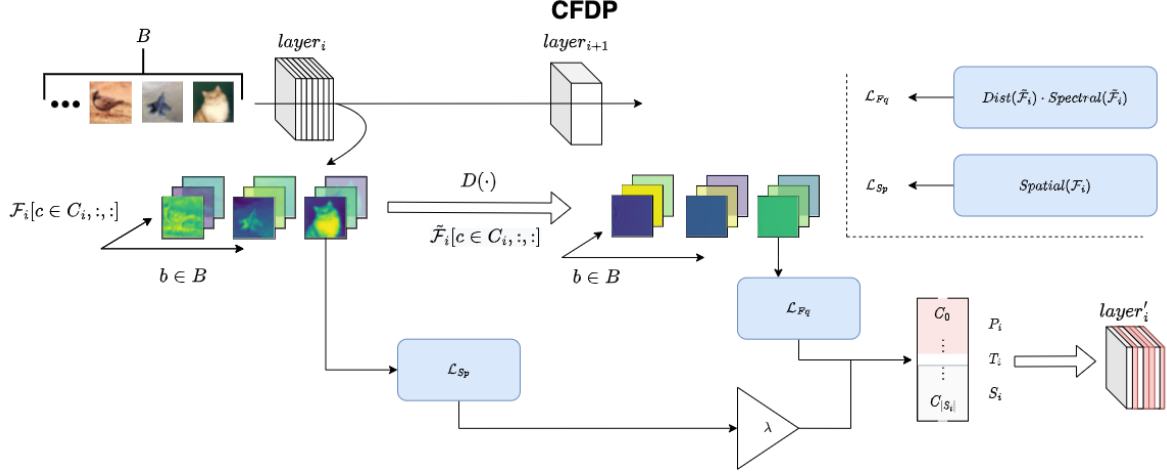 CFDP
B
layer_i
layer_{i+1}
•••
ℒ_{Fq}
Dist(ℱ̃_i) · Spectral(ℱ̃_i)
ℒ_{Sp}
Spatial(ℱ_i)
ℱ_i[c ∈ C_i,:,:]
D(·)
ℱ̃_i[c ∈ C_i,:,:]
b ∈ B
b ∈ B
ℒ_{Fq}
ℒ_{Sp}
λ
C_0
⋮
⋮
C_{|S_i|}
P_i
T_i
S_i
layer'_i